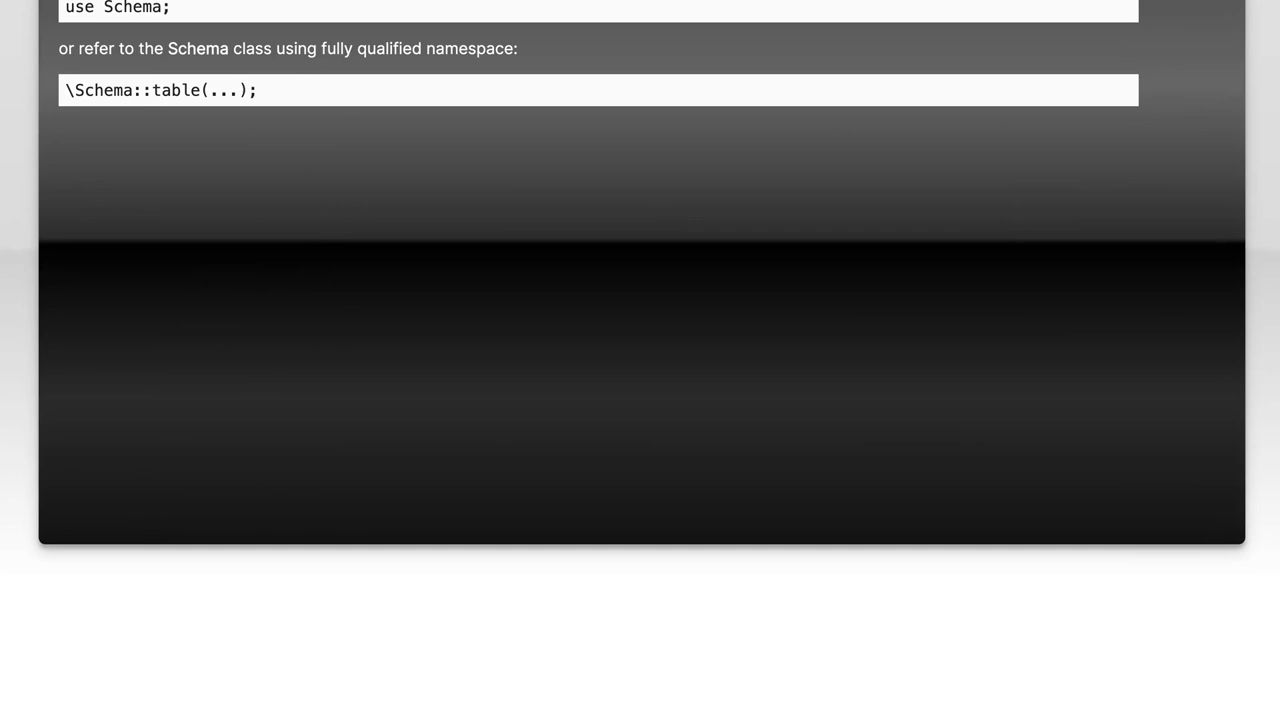 use Schema;
or refer to the Schema class using fully qualified namespace:
\Schema::table(...);